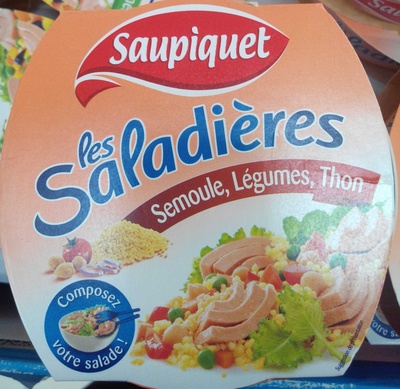 Saupiquet
les
Saladières
Semoule, Légumes, Thon
Composez
votre salade !